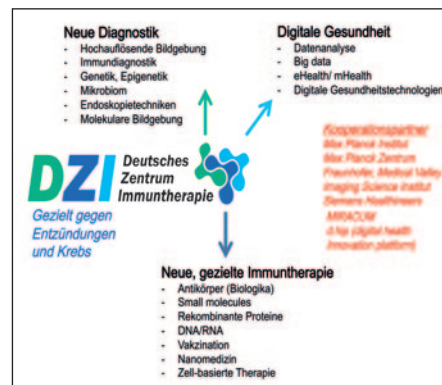 Neue Diagnostik
- Hochauflösende Bildgebung
- Immundiagnostik
- Genetik, Epigenetik
- Mikrobiom
- Endoskopietechniken
- Molekulare Bildgebung
Digitale Gesundheit
- Datenanalyse
- Big data
- eHealth/ mHealth
- Digitale Gesundheitstechnologien
DZI
Deutsches
Zentrum
Immuntherapie
Gezielt gegen
Entzündungen
und Krebs
Kooperationspartner
Max Planck Institut
Max Planck Zentrum
Fraunhofer, Medical Valley
Imaging Science Institut
Siemens Healthineers
MIRACUM
(digital health
Innovation platform)
Neue, gezielte Immuntherapie
- Antikörper (Biologika)
- Small molecules
- Rekombinante Proteine
- DNA/RNA
- Vakzination
- Nanomedizin
- Zell-basierte Therapie